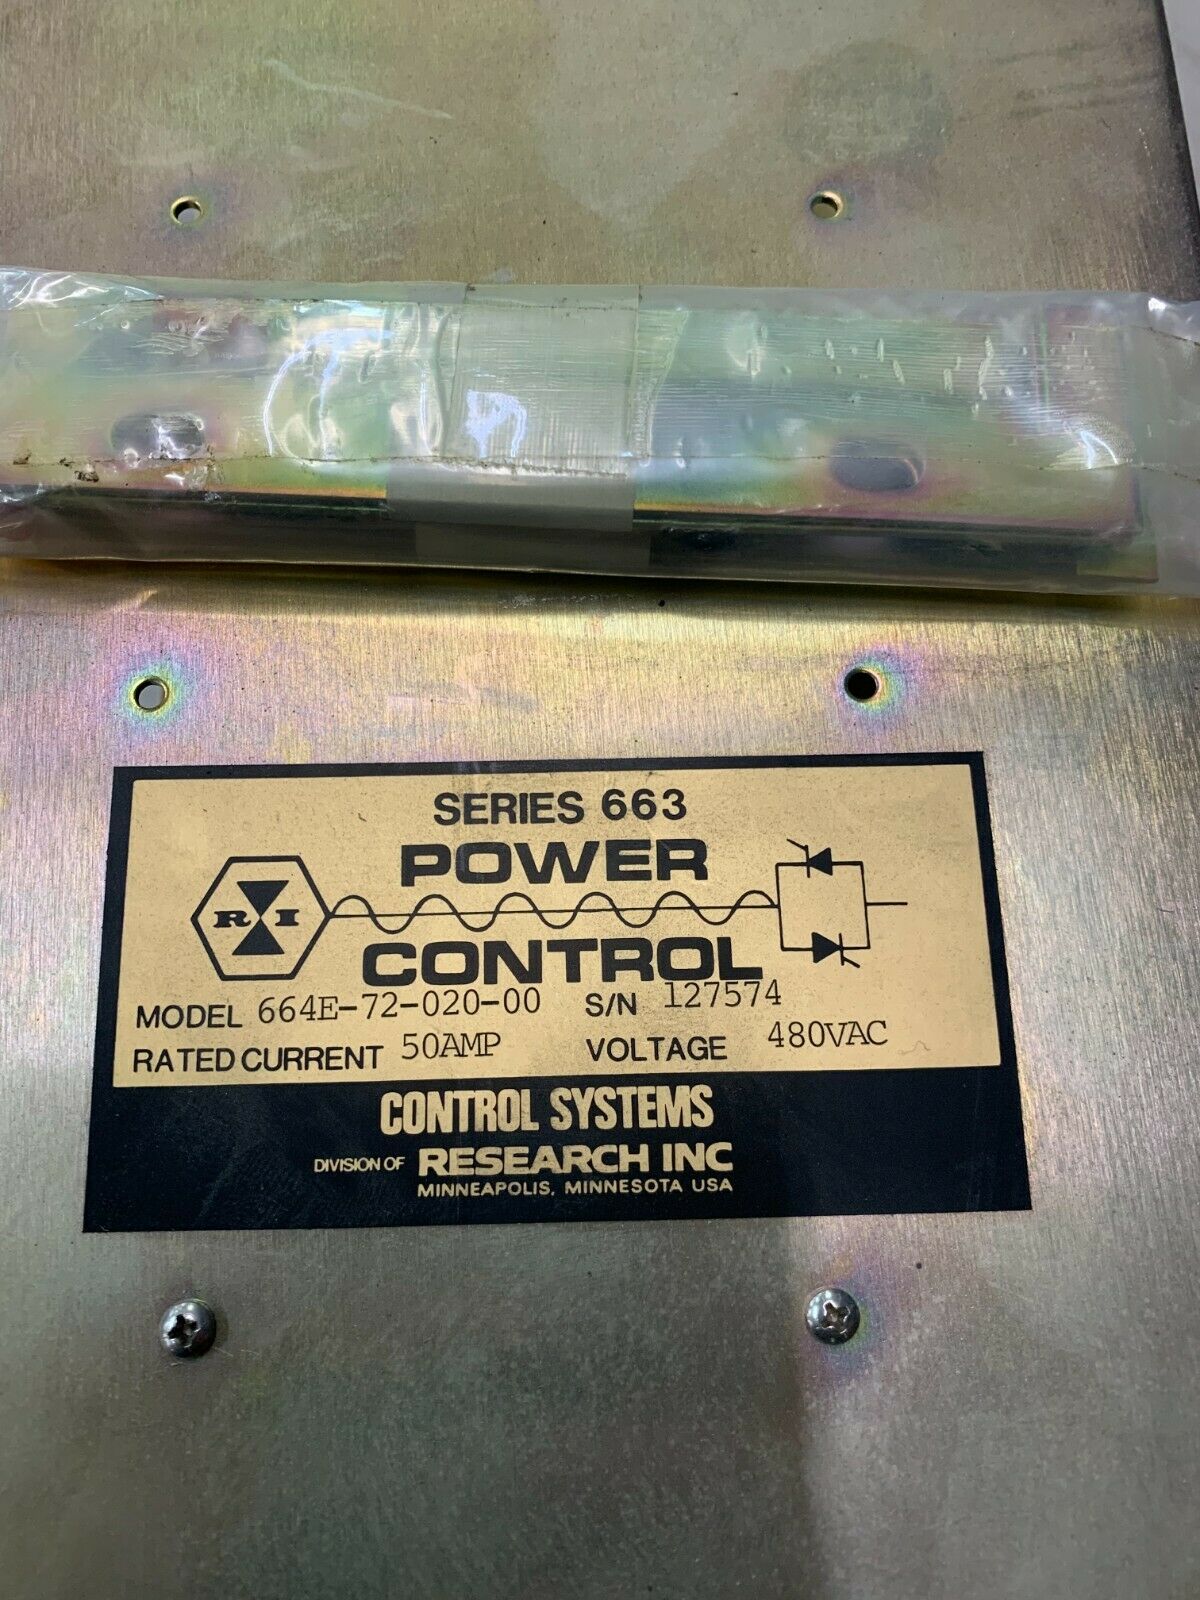 SERIES 663
POWER
R I
CONTROL
MODEL 664E-72-020-00 S/N 127574
RATED CURRENT 50AMP VOLTAGE 480VAC
CONTROL SYSTEMS
DIVISION OF RESEARCH INC
MINNEAPOLIS, MINNESOTA USA